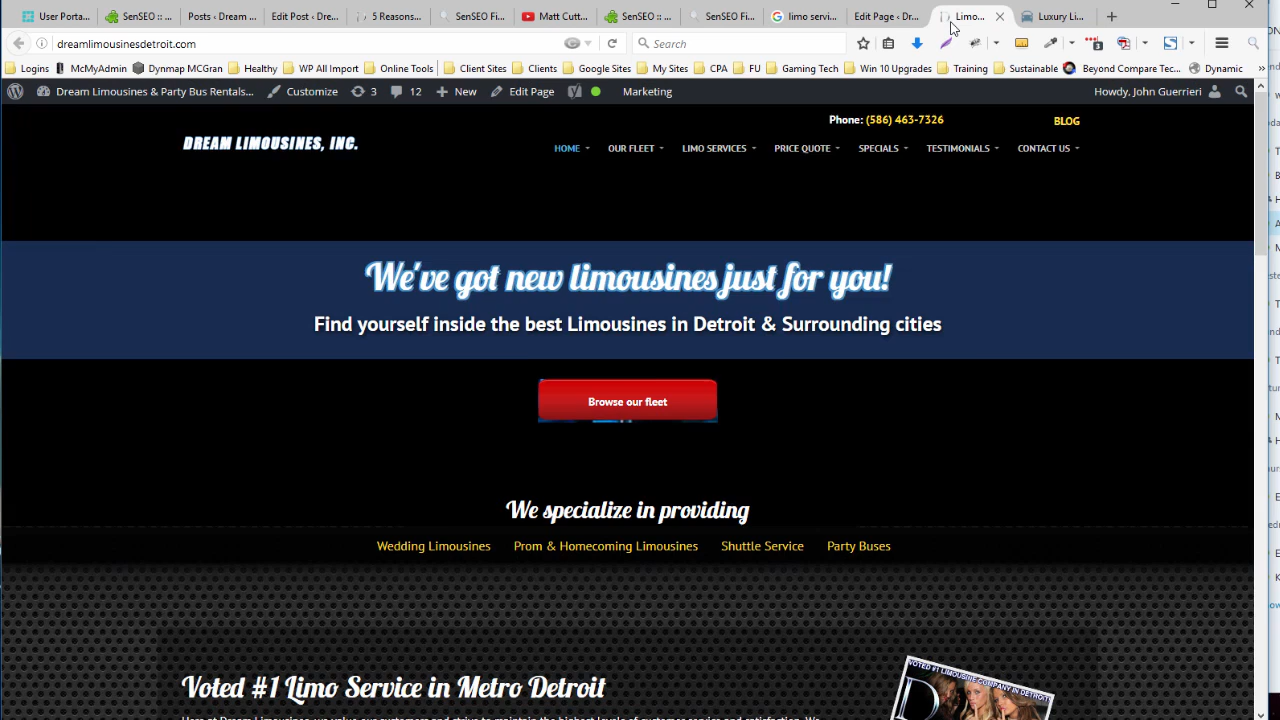 User Porta... SenSEO :: ... Posts ‹ Dream ... Edit Post ‹ Dre... 5 Reasons... SenSEO Fi... Matt Cutt... SenSEO :: ... SenSEO Fi... limo servi... Edit Page ‹ Dr... Limo... Luxury Li...
dreamlimousinesdetroit.com Search 3
Logins McMyAdmin Dynmap MCGran Healthy WP All Import Online Tools Client Sites Clients Google Sites My Sites CPA FU Gaming Tech Win 10 Upgrades Training Sustainable Beyond Compare Tec... Dynamic »
Dream Limousines & Party Bus Rentals... Customize 3 12 New Edit Page Marketing Howdy, John Guerrieri
Phone: (586) 463-7326 BLOG
DREAM LIMOUSINES, INC.
HOME OUR FLEET LIMO SERVICES PRICE QUOTE SPECIALS TESTIMONIALS CONTACT US
We've got new limousines just for you!
Find yourself inside the best Limousines in Detroit & Surrounding cities
Browse our fleet
We specialize in providing
Wedding Limousines Prom & Homecoming Limousines Shuttle Service Party Buses
VOTED #1 LIMOUSINE COMPANY IN DETROIT
Voted #1 Limo Service in Metro Detroit